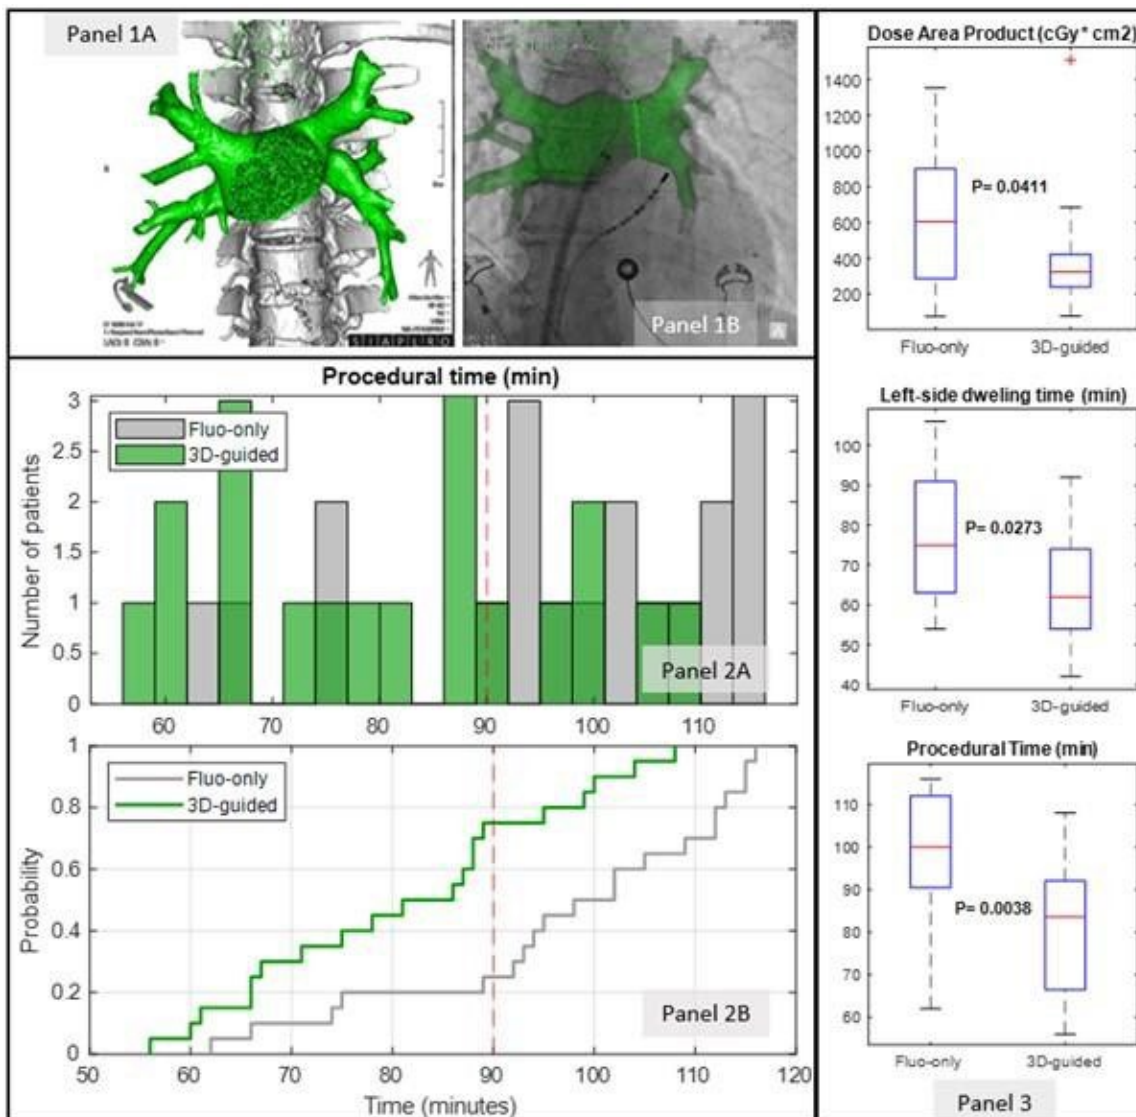 Panel 1A
Panel 1B
A
Procedural time (min)
Number of patients
3
2.5
2
1.5
1
0.5
0
Fluo-only
3D-guided
60 70 80 90 100 110
Panel 2A
Probability
1
0.8
0.6
0.4
0.2
0
Fluo-only
3D-guided
Panel 2B
50 60 70 80 90 100 110 120
Time (minutes)
Dose Area Product (cGy * cm2)
1400
1200
1000
800
600
400
200
P= 0.0411
Fluo-only 3D-guided
Left-side dweling time (min)
100
90
80
70
60
50
40
P= 0.0273
Fluo-only 3D-guided
Procedural Time (min)
110
100
90
80
70
60
P= 0.0038
Fluo-only 3D-guided
Panel 3